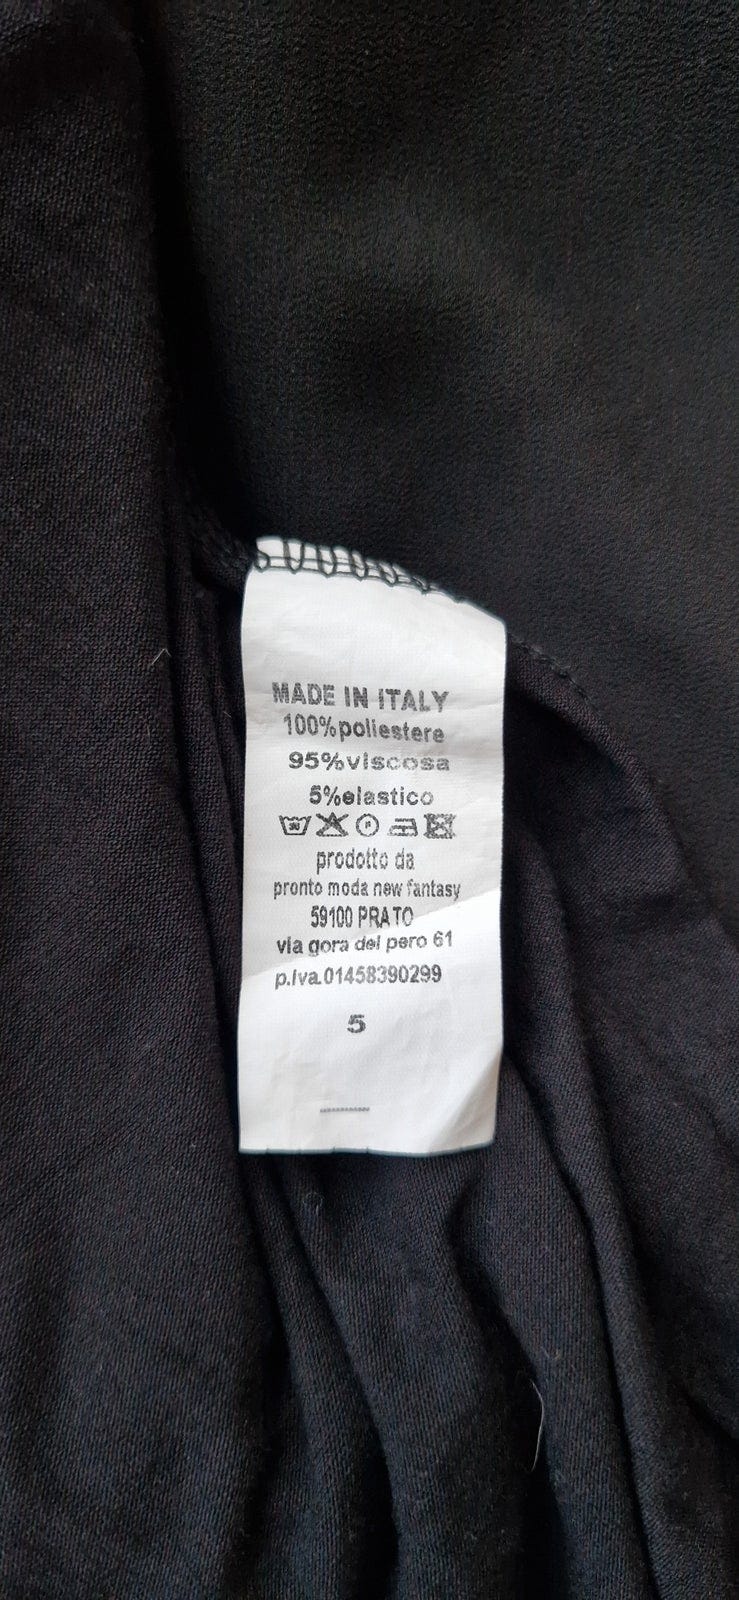 MADE IN ITALY
100%poliestere
95%viscosa
5%elastico
prodotto da
pronto moda new fantasy
59100 PRATO
via gora del pero 61
p.iva.01458390299
5